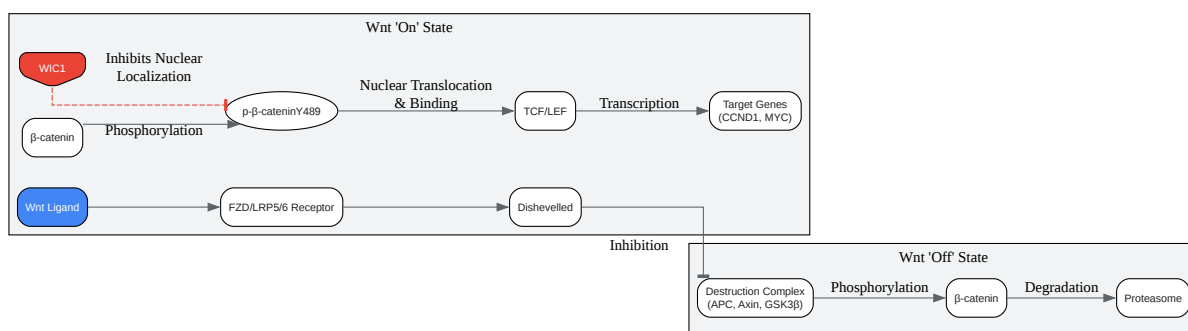 Wnt 'On' State
WIC1
Inhibits Nuclear
Localization
p-β-cateninY489
Nuclear Translocation
& Binding
TCF/LEF
Transcription
Target Genes
(CCND1, MYC)
β-catenin
Phosphorylation
Wnt Ligand
FZD/LRP5/6 Receptor
Dishevelled
Inhibition
Wnt 'Off' State
Destruction Complex
(APC, Axin, GSK3β)
Phosphorylation
β-catenin
Degradation
Proteasome